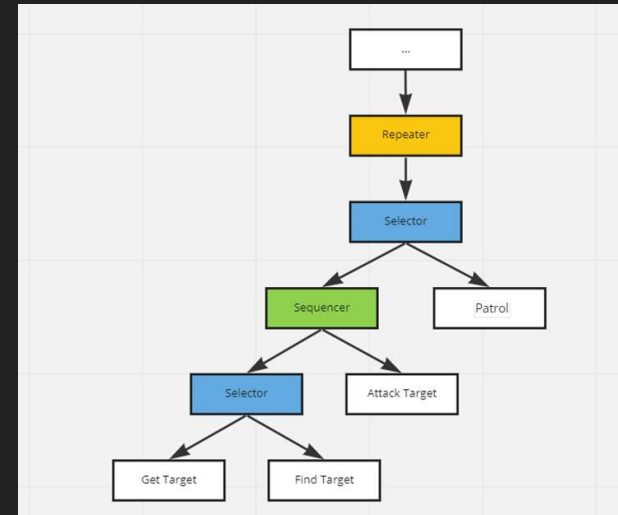 ...
Repeater
Selector
Sequencer
Patrol
Selector
Attack Target
Get Target
Find Target